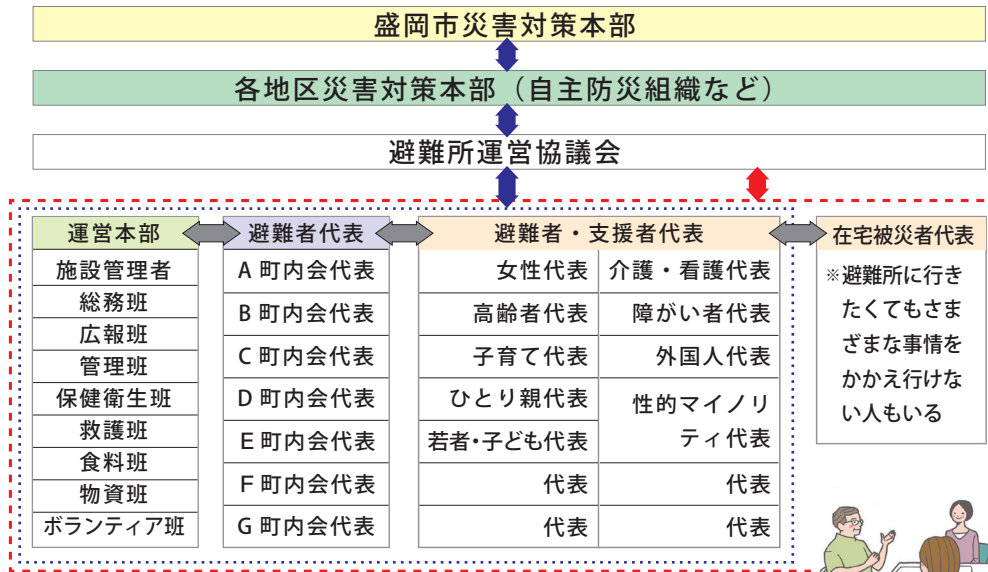 盛岡市災害対策本部
各地区災害対策本部（自主防災組織など）
避難所運営協議会
運営本部
施設管理者
総務班
広報班
管理班
保健衛生班
救護班
食料班
物資班
ボランティア班
避難者代表
A 町内会代表
B 町内会代表
C 町内会代表
D 町内会代表
E 町内会代表
F 町内会代表
G 町内会代表
避難者・支援者代表
女性代表
高齢者代表
子育て代表
ひとり親代表
若者・子ども代表
代表
代表
介護・看護代表
障がい者代表
外国人代表
性的マイノリ
ティ代表
代表
代表
在宅被災者代表
※避難所に行き
たくてもさま
ざまな事情を
かかえ行けな
い人もいる